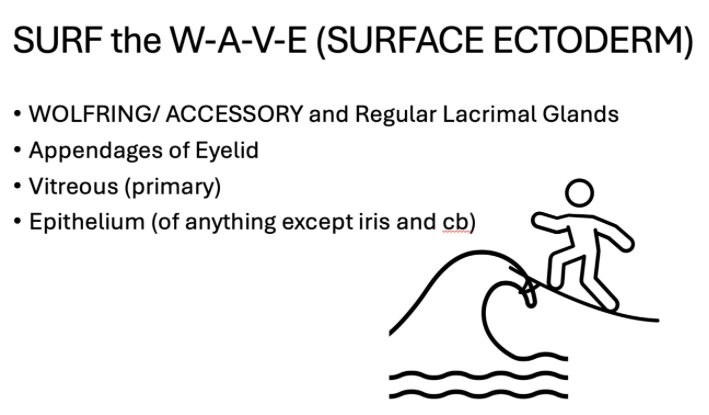 SURF the W-A-V-E (SURFACE ECTODERM)
• WOLFRING/ ACCESSORY and Regular Lacrimal Glands
• Appendages of Eyelid
• Vitreous (primary)
• Epithelium (of anything except iris and cb)